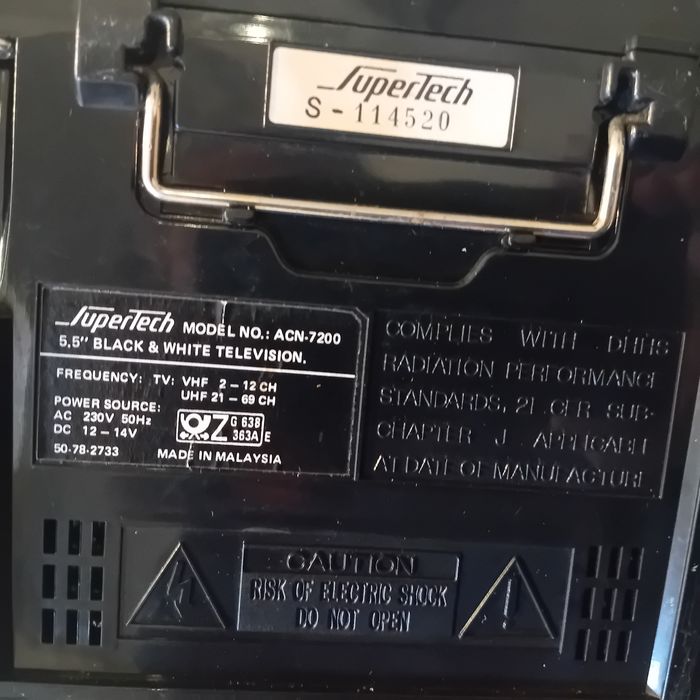 SuperTech
S-114520
SuperTech MODEL NO.: ACN-7200
5,5" BLACK & WHITE TELEVISION.
FREQUENCY: TV: VHF 2-12 CH
UHF 21-69 CH
POWER SOURCE:
AC 230V 50Hz
DC 12-14V
Z G 638
363A E
50-78-2733 MADE IN MALAYSIA
COMPLIES WITH DHHS
RADIATION PERFORMANCE
STANDARDS, 21 CFR SUB-
CHAPTER J APPLICABLE
AT DATE OF MANUFACTURE
CAUTION
RISK OF ELECTRIC SHOCK
DO NOT OPEN